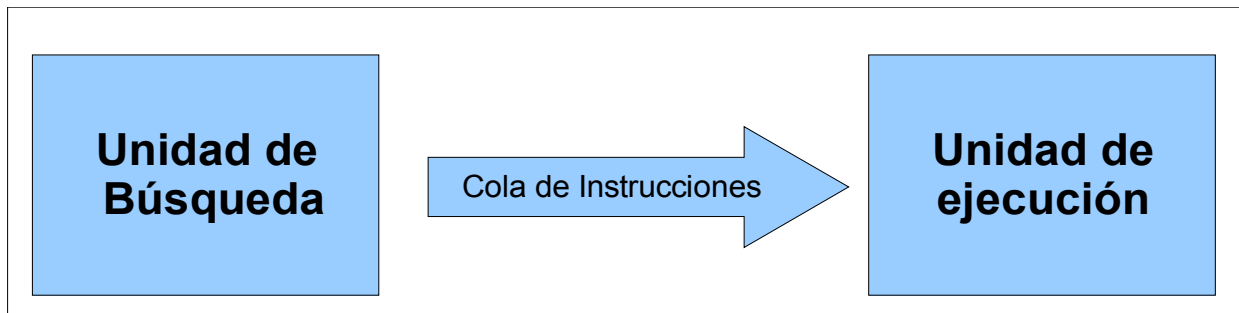 Unidad de
Búsqueda
Cola de Instrucciones
Unidad de
ejecución